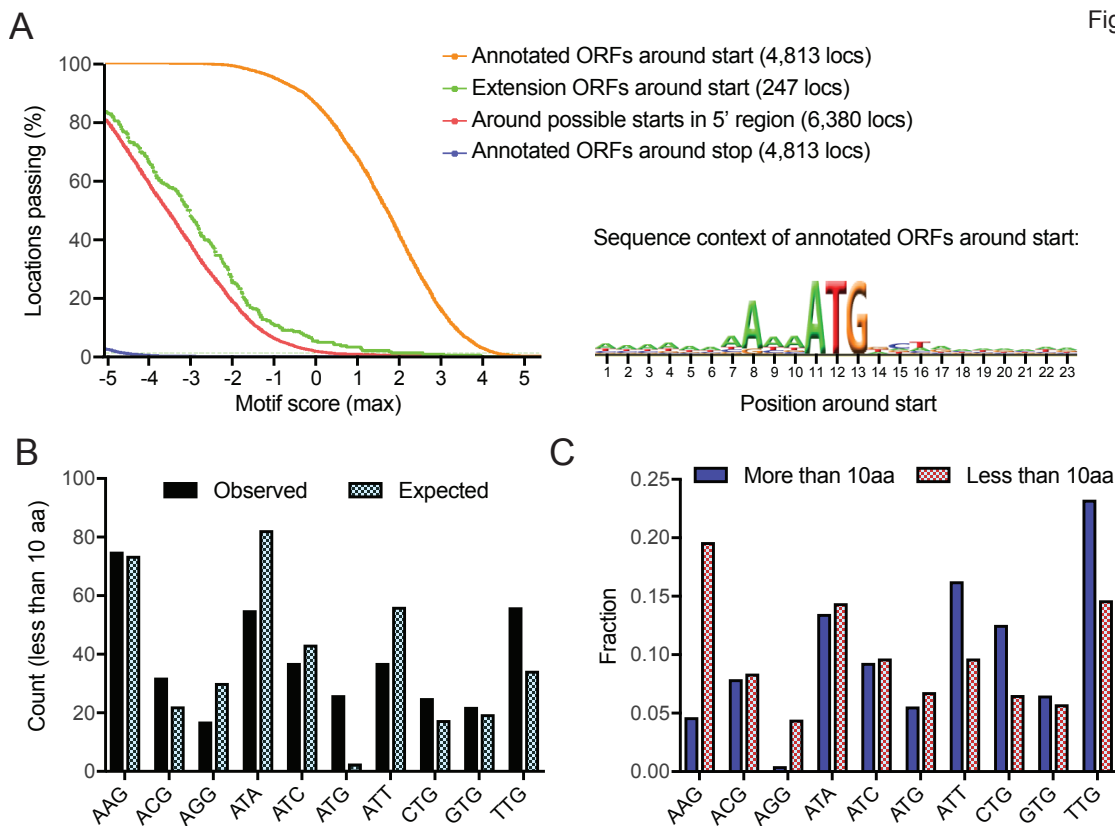 Fig
A
Annotated ORFs around start (4,813 locs)
Extension ORFs around start (247 locs)
Around possible starts in 5' region (6,380 locs)
Annotated ORFs around stop (4,813 locs)
Locations passing (%)
100
80
60
40
20
0
-5 -4 -3 -2 -1 0 1 2 3 4 5
Motif score (max)
Sequence context of annotated ORFs around start:
ATG
1 2 3 4 5 6 7 8 9 10 11 12 13 14 15 16 17 18 19 20 21 22 23
Position around start
B
Observed Expected
Count (less than 10 aa)
100
80
60
40
20
0
AAG ACG AGG ATA ATC ATG ATT CTG GTG TTG
C
More than 10aa Less than 10aa
Fraction
0.25
0.20
0.15
0.10
0.05
0.00
AAG ACG AGG ATA ATC ATG ATT CTG GTG TTG